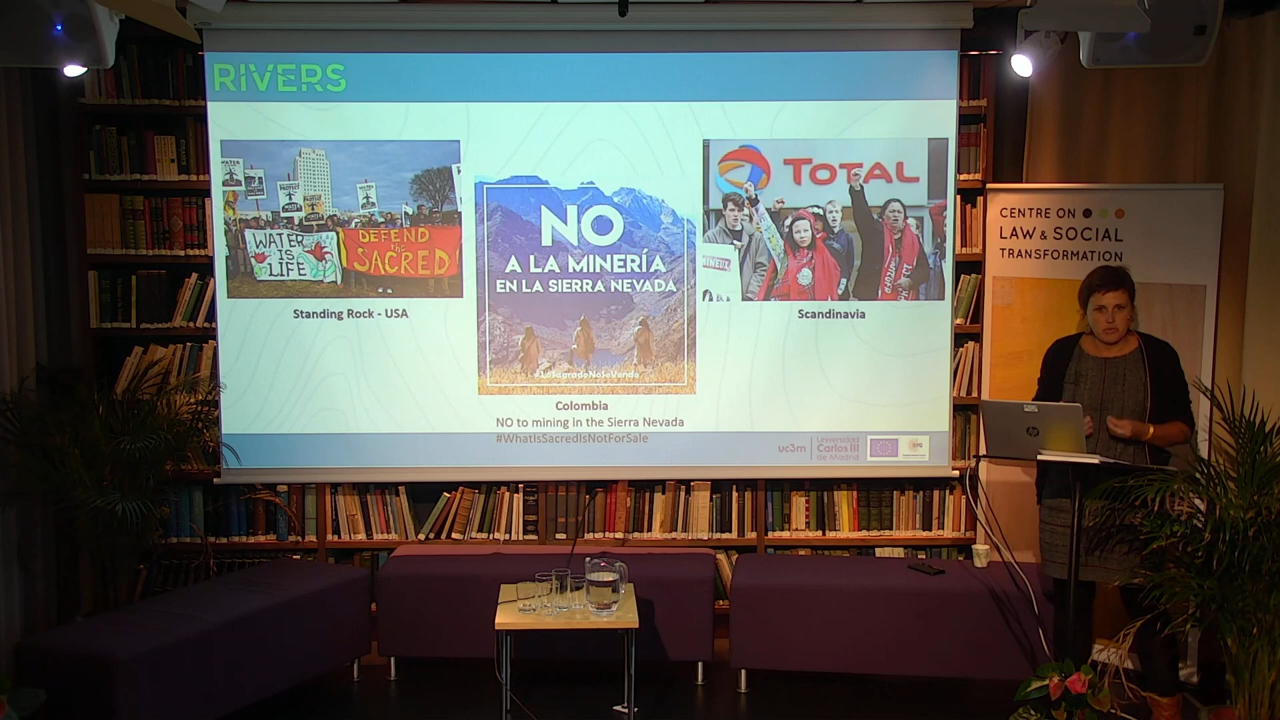 RIVERS
WATER
IS
LIFE
DEFEND
the
SACRED
Standing Rock - USA
NO
A LA MINERÍA
EN LA SIERRA NEVADA
#LoSagradoNoSeVende
Colombia
NO to mining in the Sierra Nevada
#WhatIsSacredIsNotForSale
TOTAL
Scandinavia
uc3m
Universidad
Carlos III
de Madrid
erc
CENTRE ON
LAW & SOCIAL
TRANSFORMATION
hp